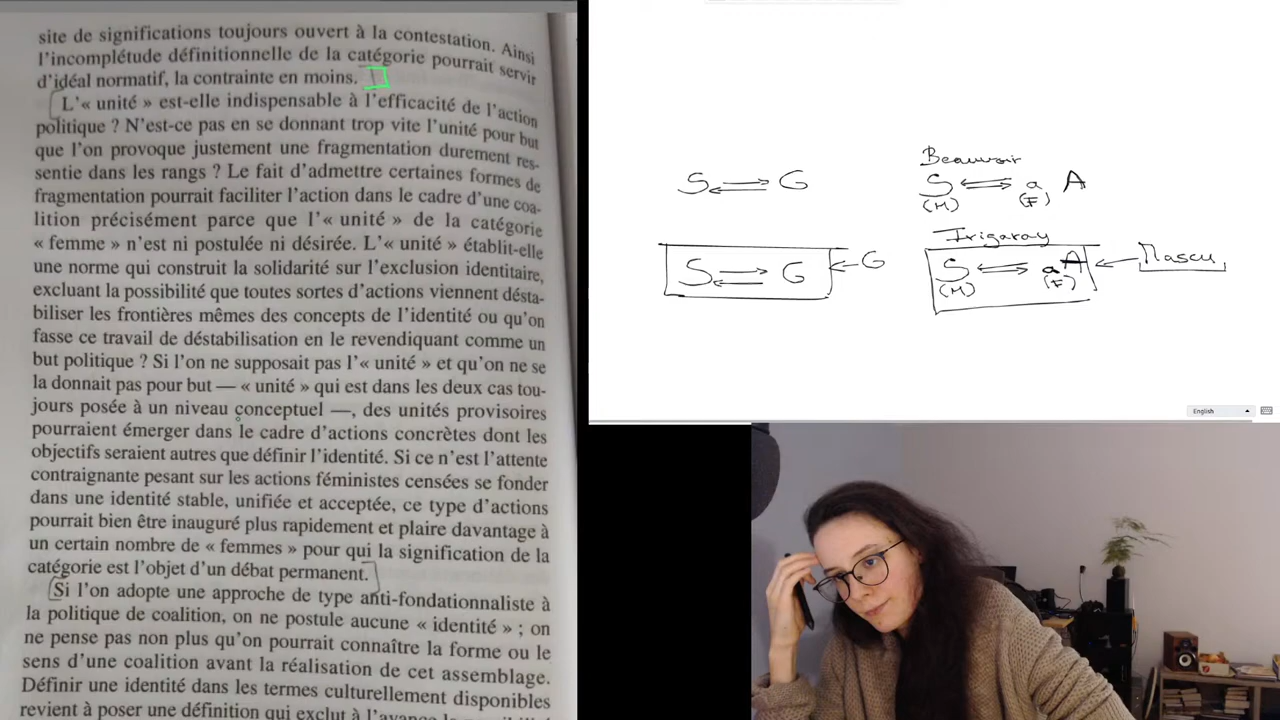 site de significations toujours ouvert à la contestation. Ainsi
l'incomplétude définitionnelle de la catégorie pourrait servir
d'idéal normatif, la contrainte en moins.
L'« unité » est-elle indispensable à l'efficacité de l'action
politique ? N'est-ce pas en se donnant trop vite l'unité pour but
que l'on provoque justement une fragmentation durement res-
sentie dans les rangs ? Le fait d'admettre certaines formes de
fragmentation pourrait faciliter l'action dans le cadre d'une coa-
lition précisément parce que l'« unité » de la catégorie
« femme » n'est ni postulée ni désirée. L'« unité » établit-elle
une norme qui construit la solidarité sur l'exclusion identitaire,
excluant la possibilité que toutes sortes d'actions viennent désta-
biliser les frontières mêmes des concepts de l'identité ou qu'on
fasse ce travail de déstabilisation en le revendiquant comme un
but politique ? Si l'on ne supposait pas l'« unité » et qu'on ne se
la donnait pas pour but — « unité » qui est dans les deux cas tou-
jours posée à un niveau conceptuel —, des unités provisoires
pourraient émerger dans le cadre d'actions concrètes dont les
objectifs seraient autres que définir l'identité. Si ce n'est l'attente
contraignante pesant sur les actions féministes censées se fonder
dans une identité stable, unifiée et acceptée, ce type d'actions
pourrait bien être inauguré plus rapidement et plaire davantage à
un certain nombre de « femmes » pour qui la signification de la
catégorie est l'objet d'un débat permanent.
Si l'on adopte une approche de type anti-fondationnaliste à
la politique de coalition, on ne postule aucune « identité » ; on
ne pense pas non plus qu'on pourrait connaître la forme ou le
sens d'une coalition avant la réalisation de cet assemblage.
Définir une identité dans les termes culturellement disponibles
revient à poser une définition qui exclut à l'avance
S ⇄ G
S ⇄ G ← G
Beauvoir
S ⇄ a A
(M) (F)
Irigaray
S ⇄ a A ← Mascu
(M) (F)
English